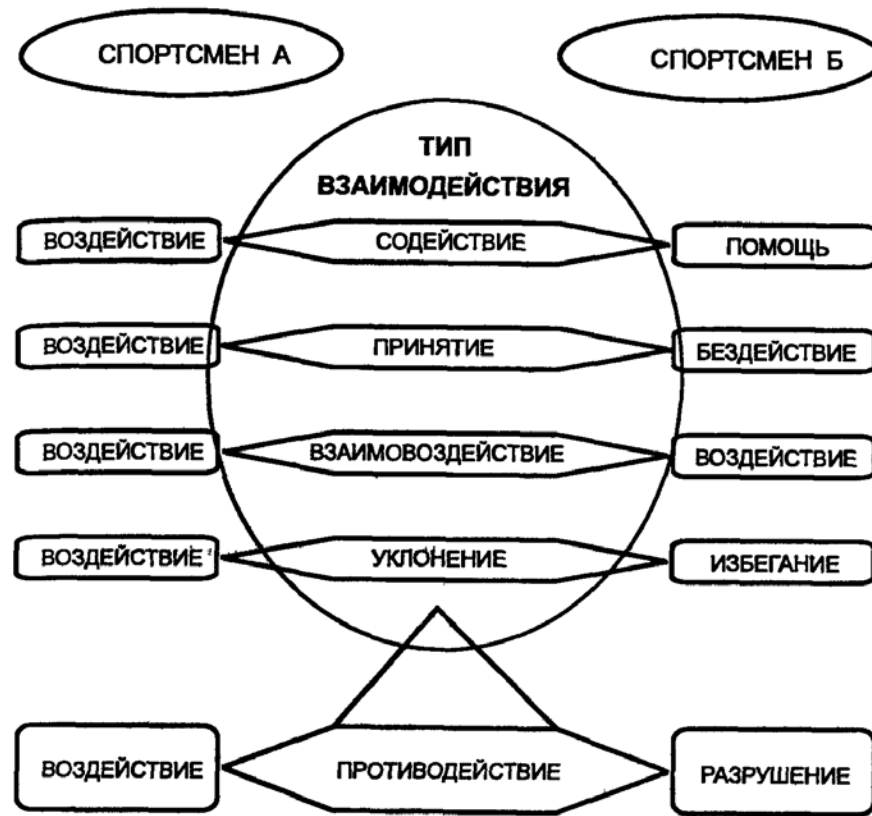 СПОРТСМЕН А
СПОРТСМЕН Б
ТИП
ВЗАИМОДЕЙСТВИЯ
ВОЗДЕЙСТВИЕ СОДЕЙСТВИЕ ПОМОЩЬ
ВОЗДЕЙСТВИЕ ПРИНЯТИЕ БЕЗДЕЙСТВИЕ
ВОЗДЕЙСТВИЕ ВЗАИМОВОЗДЕЙСТВИЕ ВОЗДЕЙСТВИЕ
ВОЗДЕЙСТВИЕ УКЛОНЕНИЕ ИЗБЕГАНИЕ
ВОЗДЕЙСТВИЕ ПРОТИВОДЕЙСТВИЕ РАЗРУШЕНИЕ